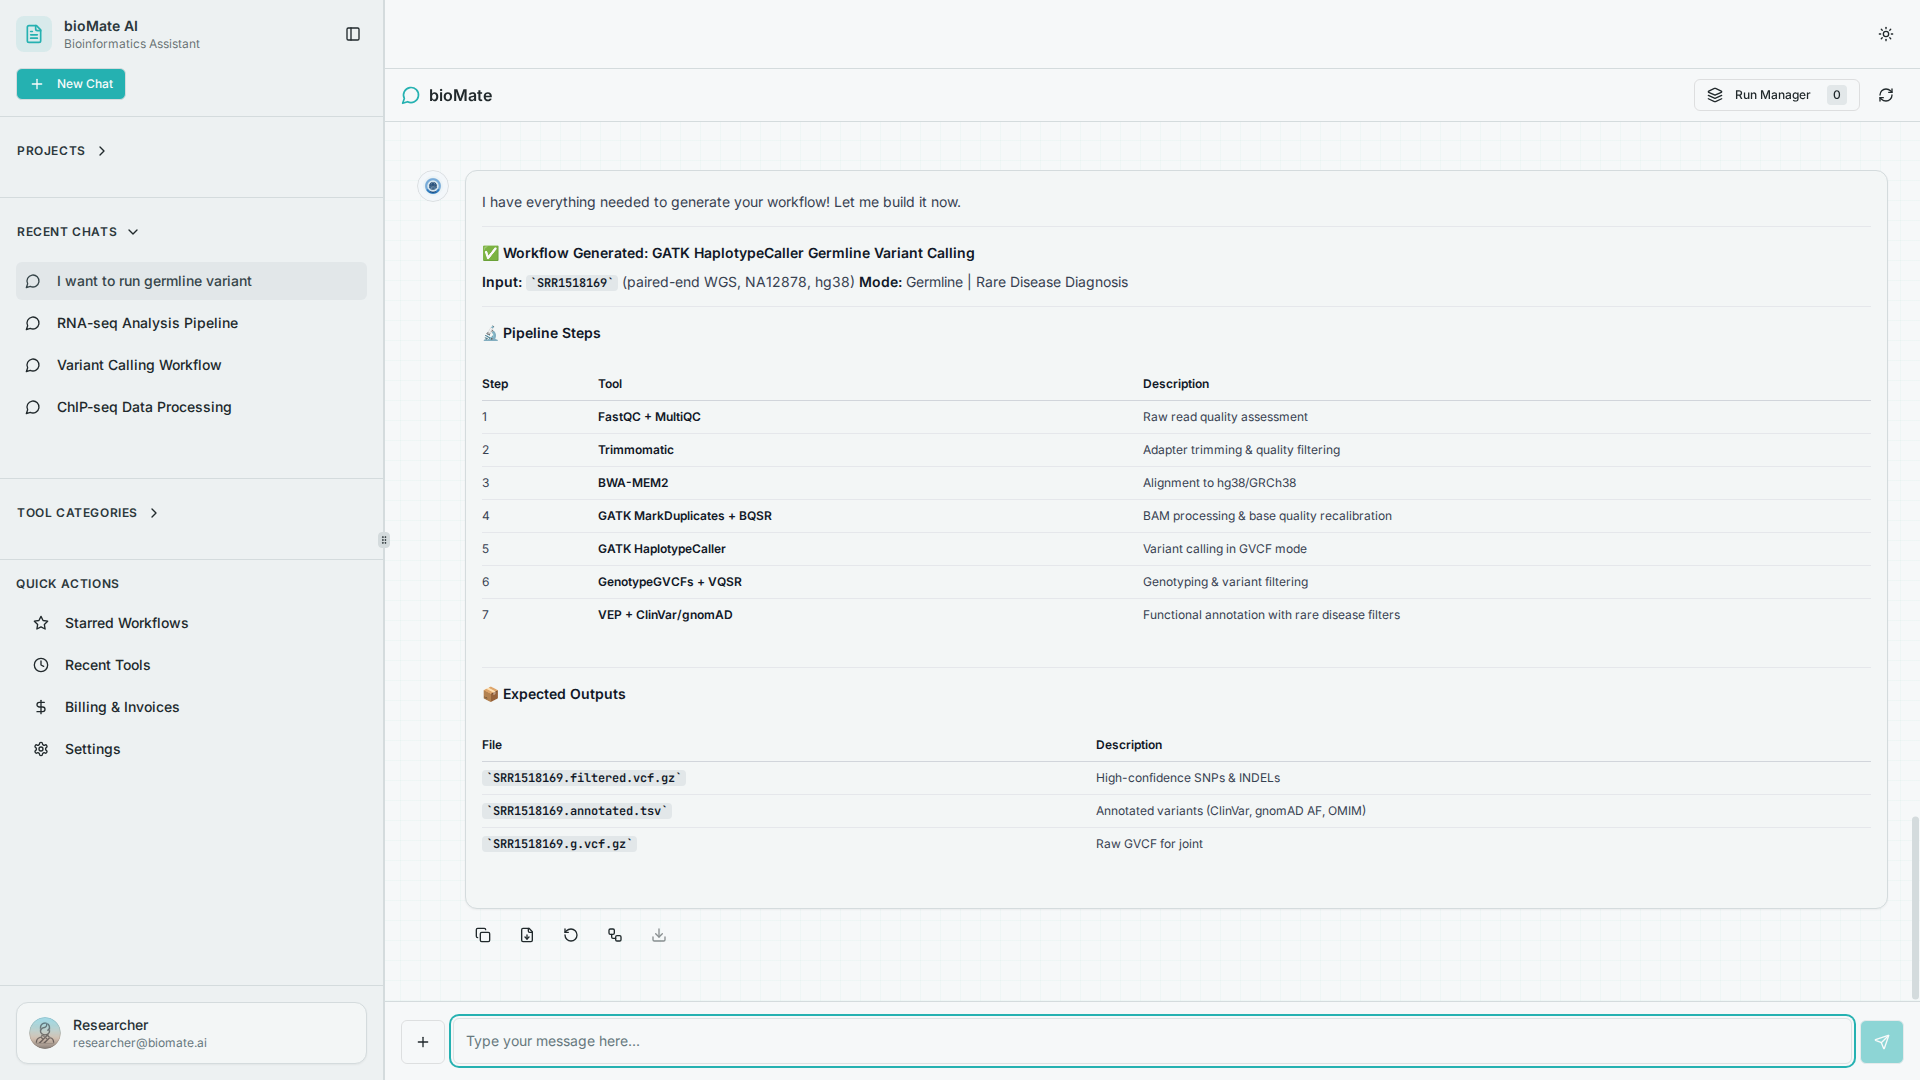 bioMate AI
Bioinformatics Assistant
New Chat
PROJECTS
RECENT CHATS
I want to run germline variant
RNA-seq Analysis Pipeline
Variant Calling Workflow
ChIP-seq Data Processing
TOOL CATEGORIES
QUICK ACTIONS
Starred Workflows
Recent Tools
Billing & Invoices
Settings
Researcher
researcher@biomate.ai
bioMate
Run Manager 0
I have everything needed to generate your workflow! Let me build it now.
✅ Workflow Generated: GATK HaplotypeCaller Germline Variant Calling
Input: `SRR1518169` (paired-end WGS, NA12878, hg38) Mode: Germline | Rare Disease Diagnosis
🔬 Pipeline Steps
Step Tool Description
1 FastQC + MultiQC Raw read quality assessment
2 Trimmomatic Adapter trimming & quality filtering
3 BWA-MEM2 Alignment to hg38/GRCh38
4 GATK MarkDuplicates + BQSR BAM processing & base quality recalibration
5 GATK HaplotypeCaller Variant calling in GVCF mode
6 GenotypeGVCFs + VQSR Genotyping & variant filtering
7 VEP + ClinVar/gnomAD Functional annotation with rare disease filters
📦 Expected Outputs
File Description
`SRR1518169.filtered.vcf.gz` High-confidence SNPs & INDELs
`SRR1518169.annotated.tsv` Annotated variants (ClinVar, gnomAD AF, OMIM)
`SRR1518169.g.vcf.gz` Raw GVCF for joint
Type your message here...